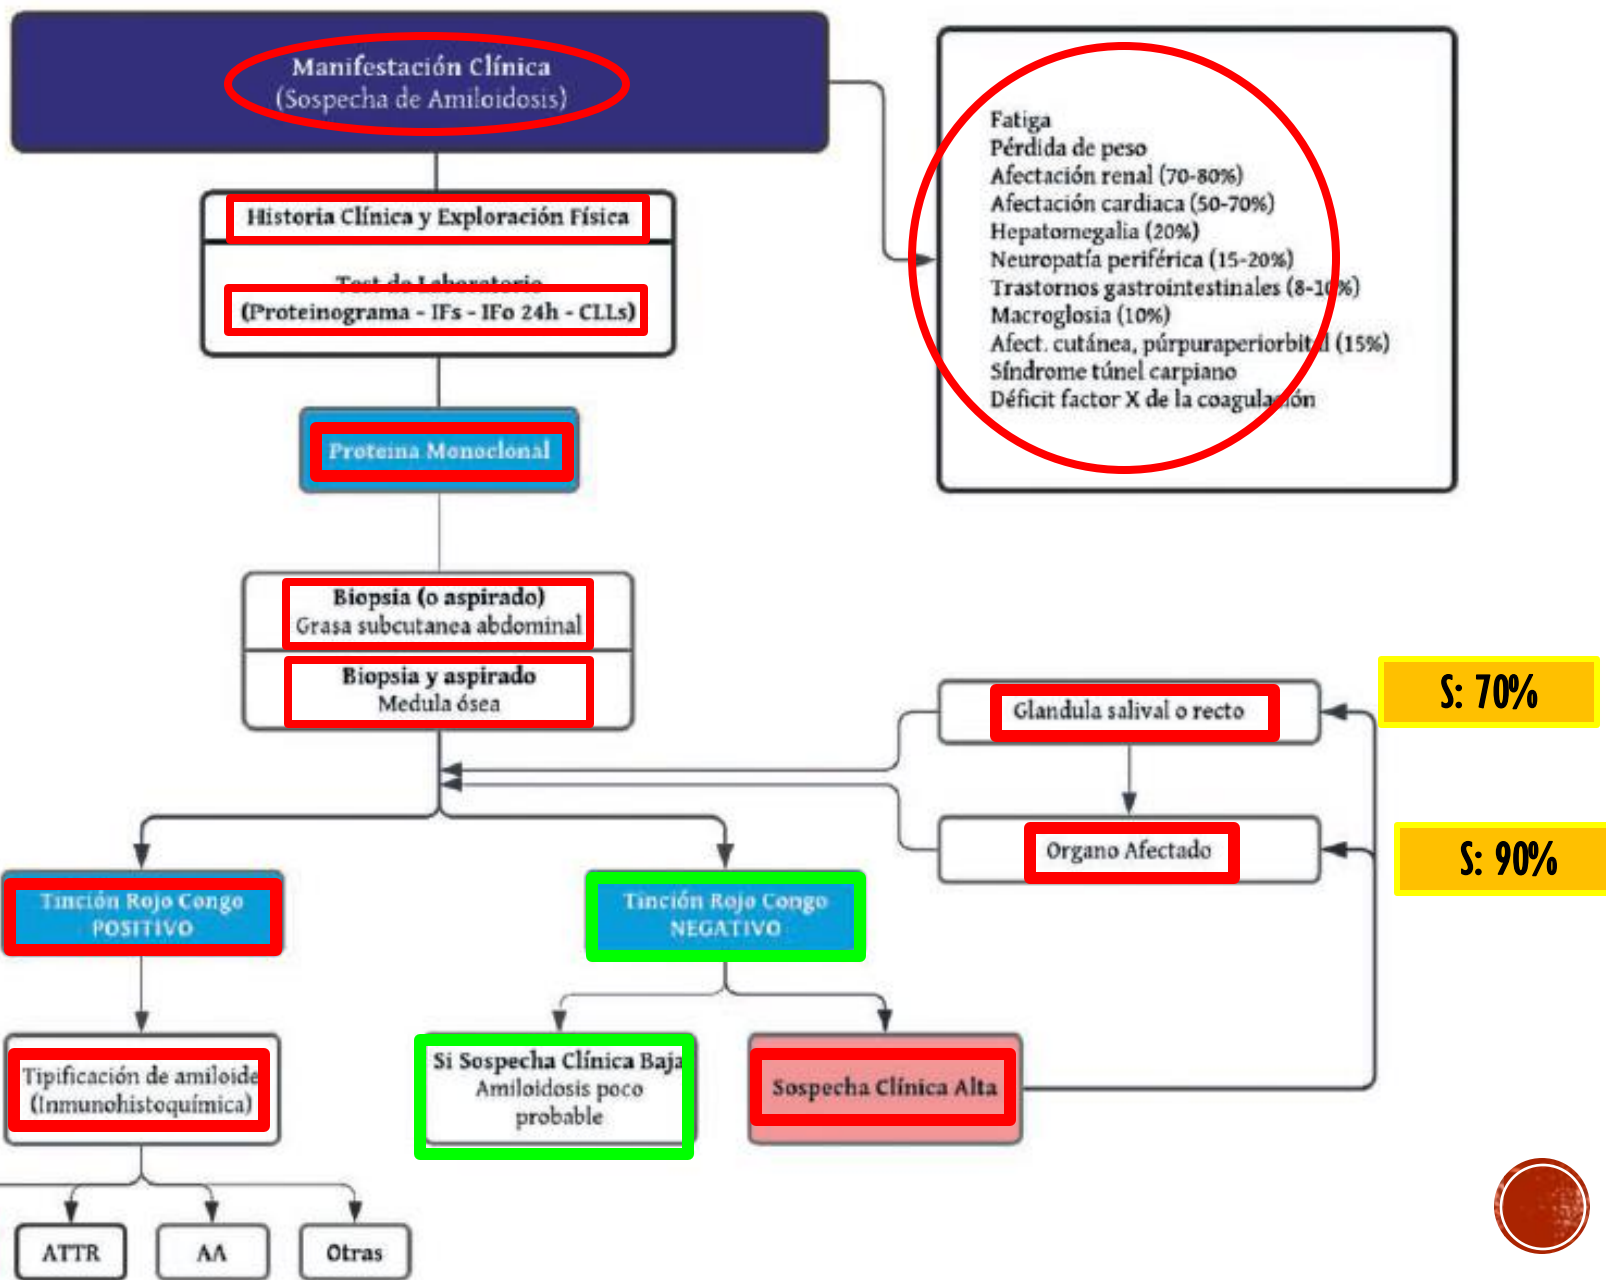 Manifestación Clínica
(Sospecha de Amiloidosis)
Fatiga
Pérdida de peso
Afectación renal (70-80%)
Afectación cardiaca (50-70%)
Hepatomegalia (20%)
Neuropatía periférica (15-20%)
Trastornos gastrointestinales (8-10%)
Macroglosia (10%)
Afect. cutánea, púrpuraperiorbital (15%)
Síndrome túnel carpiano
Déficit factor X de la coagulación
Historia Clínica y Exploración Física
Test de Laboratorio
(Proteinograma - IFs - IFo 24h - CLLs)
Proteina Monoclonal
Biopsia (o aspirado)
Grasa subcutanea abdominal
Biopsia y aspirado
Medula ósea
Glandula salival o recto
S: 70%
Organo Afectado
S: 90%
Tinción Rojo Congo
POSITIVO
Tinción Rojo Congo
NEGATIVO
Tipificación de amiloide
(Inmunohistoquímica)
Si Sospecha Clínica Baja
Amiloidosis poco
probable
Sospecha Clínica Alta
ATTR
AA
Otras